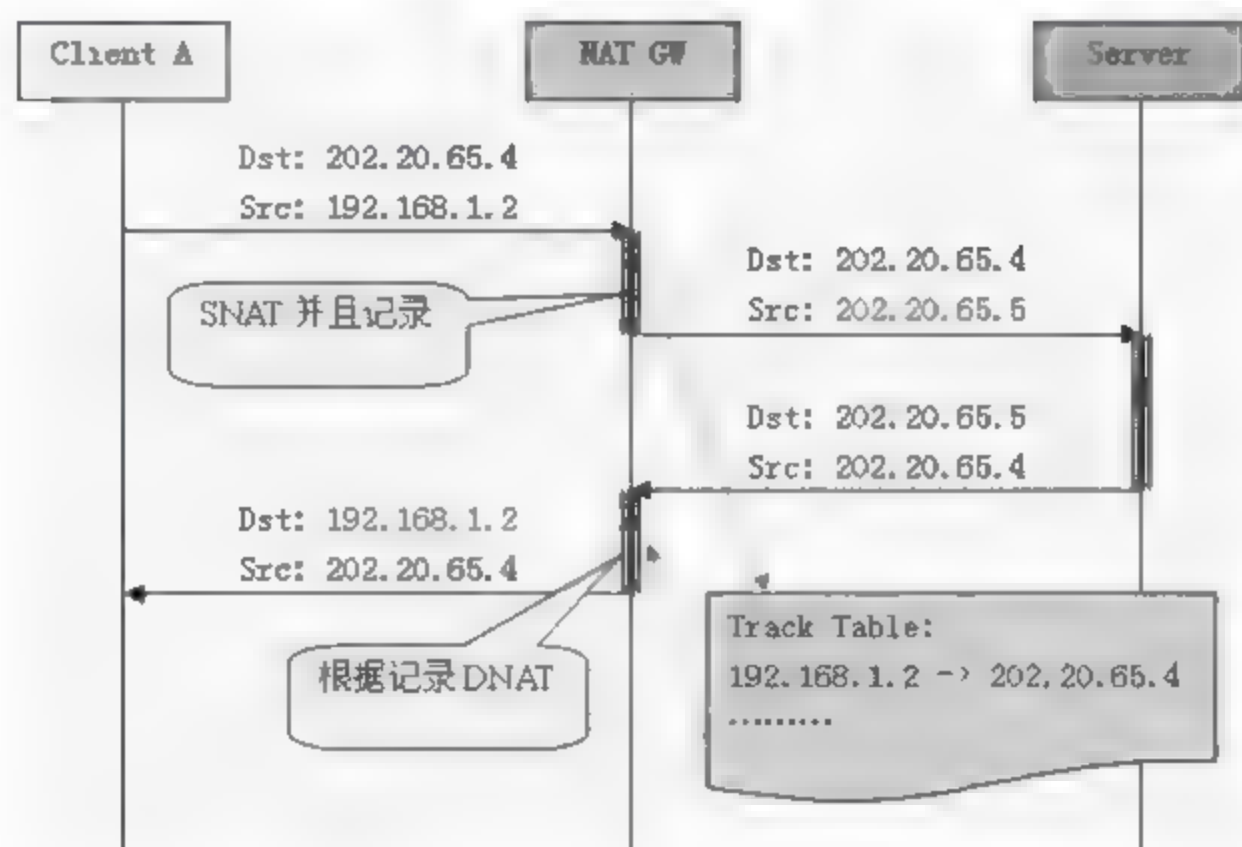 Client A
NAT GW
Server
Dst: 202.20.65.4
Src: 192.168.1.2
Dst: 202.20.65.4
Src: 202.20.65.5
SNAT 并且记录
Dst: 202.20.65.5
Src: 202.20.65.4
Dst: 192.168.1.2
Src: 202.20.65.4
根据记录DNAT
Track Table:
192.168.1.2 -> 202.20.65.4
.........